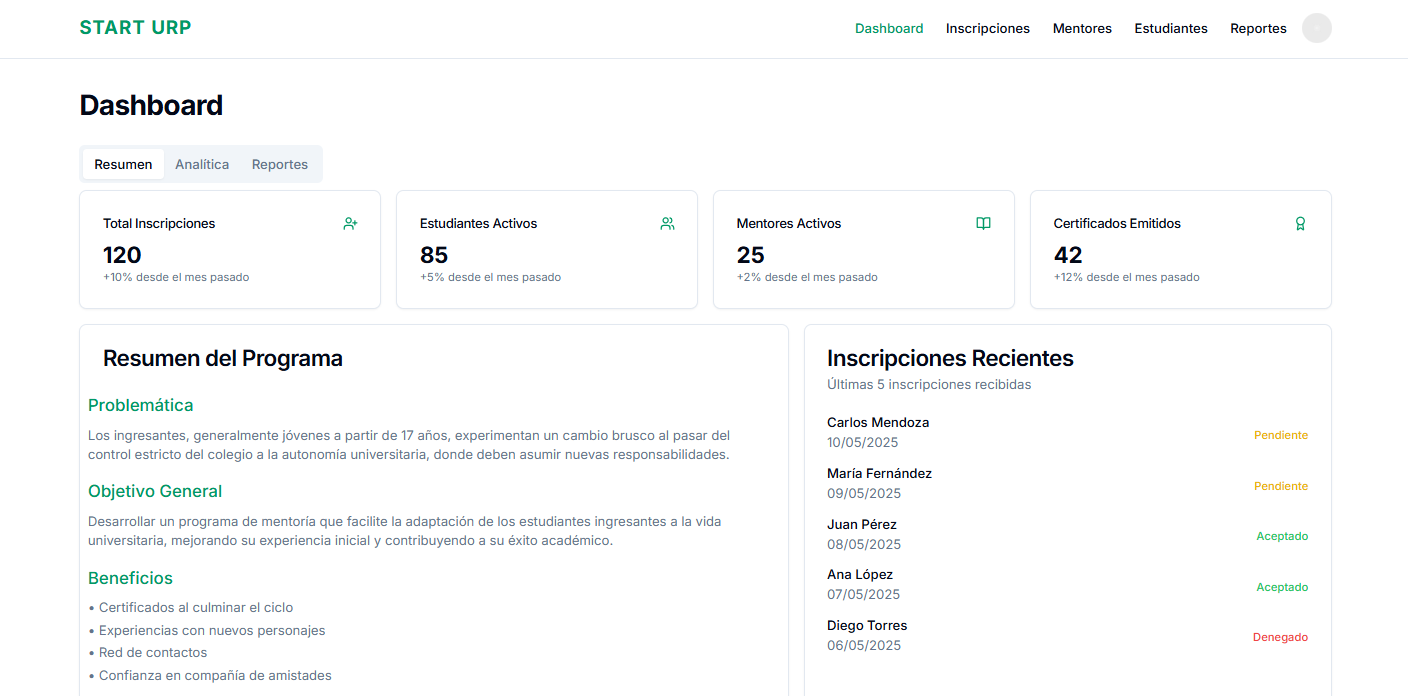 START URP
Dashboard Inscripciones Mentores Estudiantes Reportes
Dashboard
Resumen Analítica Reportes
Total Inscripciones
120
+10% desde el mes pasado
Estudiantes Activos
85
+5% desde el mes pasado
Mentores Activos
25
+2% desde el mes pasado
Certificados Emitidos
42
+12% desde el mes pasado
Resumen del Programa
Problemática
Los ingresantes, generalmente jóvenes a partir de 17 años, experimentan un cambio brusco al pasar del
control estricto del colegio a la autonomía universitaria, donde deben asumir nuevas responsabilidades.
Objetivo General
Desarrollar un programa de mentoría que facilite la adaptación de los estudiantes ingresantes a la vida
universitaria, mejorando su experiencia inicial y contribuyendo a su éxito académico.
Beneficios
• Certificados al culminar el ciclo
• Experiencias con nuevos personajes
• Red de contactos
• Confianza en compañía de amistades
Inscripciones Recientes
Últimas 5 inscripciones recibidas
Carlos Mendoza
10/05/2025
Pendiente
María Fernández
09/05/2025
Pendiente
Juan Pérez
08/05/2025
Aceptado
Ana López
07/05/2025
Aceptado
Diego Torres
06/05/2025
Denegado